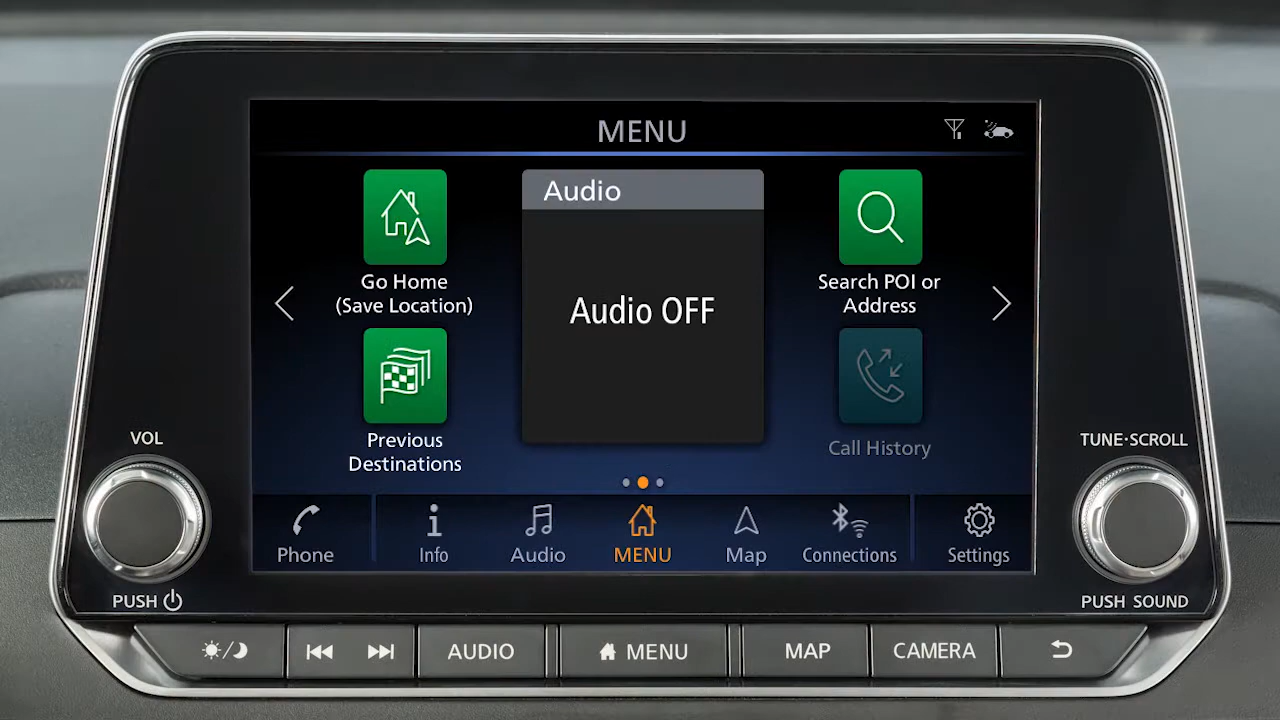 MENU
Audio
Audio OFF
Go Home
(Save Location)
Search POI or
Address
Previous
Destinations
Call History
VOL
TUNE·SCROLL
Phone
Info
Audio
MENU
Map
Connections
Settings
PUSH
PUSH SOUND
AUDIO
MENU
MAP
CAMERA